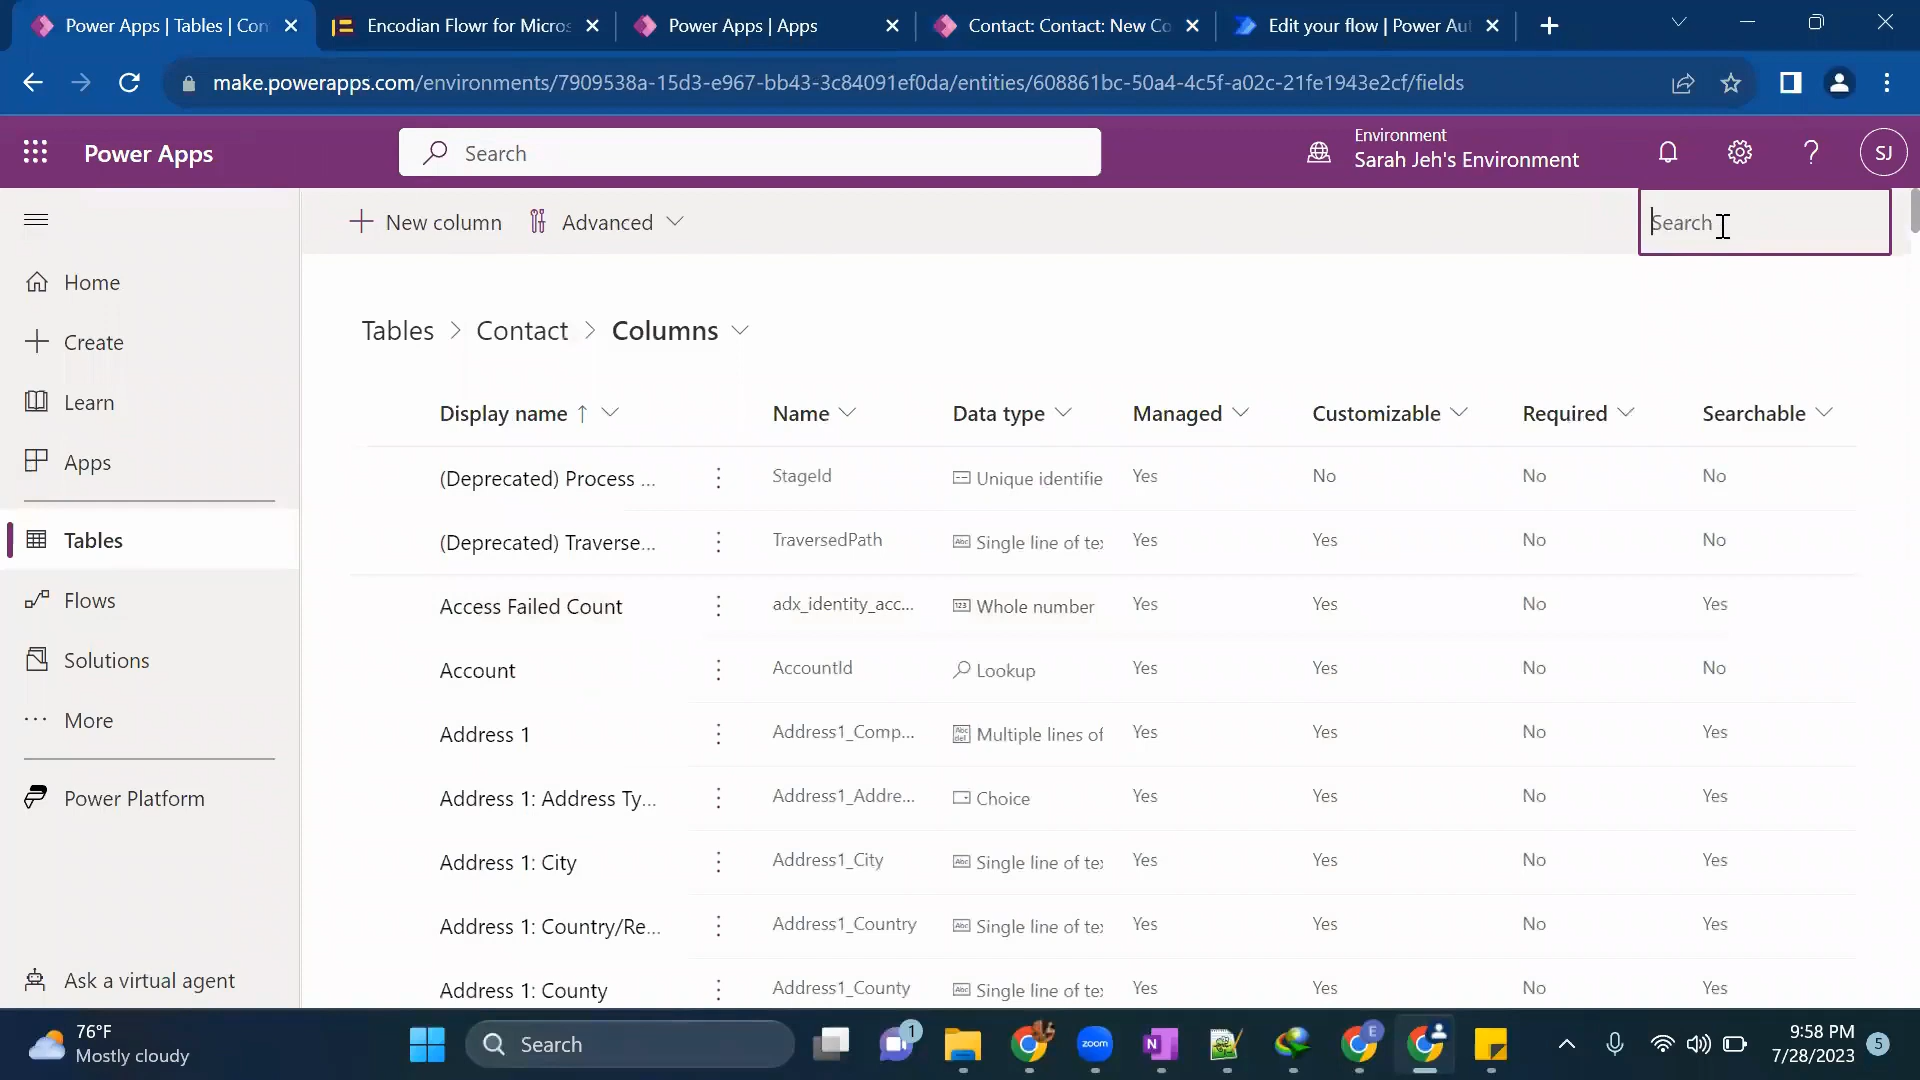 Power Apps | Tables | Con
Encodian Flowr for Micros
Power Apps | Apps
Contact: Contact: New Co
Edit your flow | Power Aut
make.powerapps.com/environments/7909538a-15d3-e967-bb43-3c84091ef0da/entities/608861bc-50a4-4c5f-a02c-21fe1943e2cf/fields
Power Apps
Search
Environment
Sarah Jeh's Environment
SJ
New column
Advanced
Search
Home
Create
Learn
Apps
Tables
Flows
Solutions
More
Power Platform
Ask a virtual agent
Tables > Contact > Columns
Display name ↑ Name Data type Managed Customizable Required Searchable
(Deprecated) Process ... StageId Unique identifie Yes No No No
(Deprecated) Traverse... TraversedPath Single line of tex Yes Yes No No
Access Failed Count adx_identity_acc... Whole number Yes Yes No Yes
Account AccountId Lookup Yes Yes No No
Address 1 Address1_Comp... Multiple lines of Yes Yes No Yes
Address 1: Address Ty... Address1_Addre... Choice Yes Yes No Yes
Address 1: City Address1_City Single line of tex Yes Yes No Yes
Address 1: Country/Re... Address1_Country Single line of tex Yes Yes No Yes
Address 1: County Address1_County Single line of tex Yes Yes No Yes
76°F
Mostly cloudy
Search
1
zoom
N
E
9:58 PM
7/28/2023
5